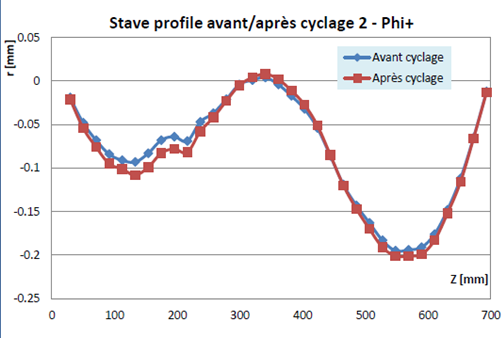 Stave profile avant/après cyclage 2 - Phi+
r [mm]
Avant cyclage
Après cyclage
0.05
0
-0.05
-0.1
-0.15
-0.2
-0.25
Z [mm]
0 100 200 300 400 500 600 700